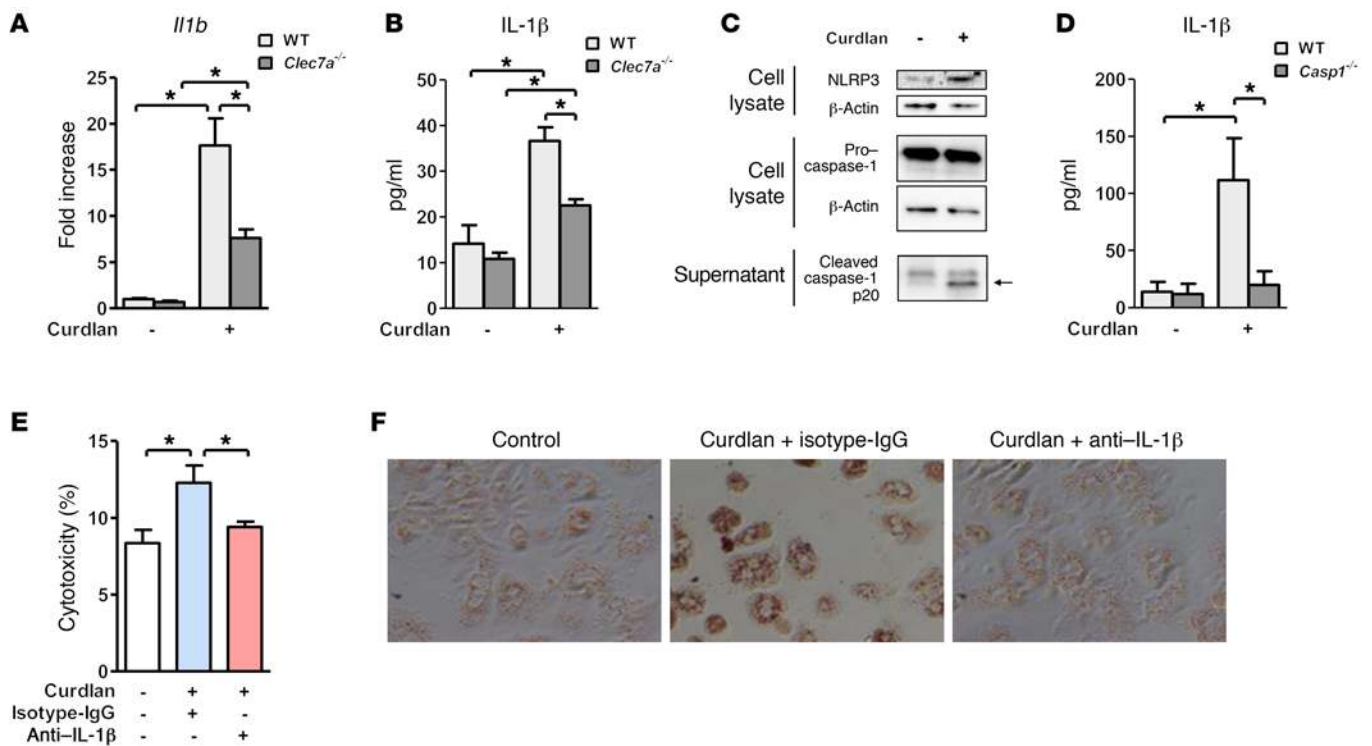 A
Il1b
WT
Clec7a-/-
Fold increase
25
20
15
10
5
0
* * *
Curdlan - +
B
IL-1β
WT
Clec7a-/-
pg/ml
50
40
30
20
10
0
* * *
Curdlan - +
C
Curdlan - +
Cell lysate
NLRP3
β-Actin
Cell lysate
Pro–
caspase-1
β-Actin
Supernatant
Cleaved
caspase-1
p20
D
IL-1β
WT
Casp1-/-
pg/ml
200
150
100
50
0
* *
Curdlan - +
E
Cytotoxicity (%)
15
10
5
0
* *
Curdlan - + +
Isotype-IgG - + -
Anti–IL-1β - - +
F
Control
Curdlan + isotype-IgG
Curdlan + anti–IL-1β